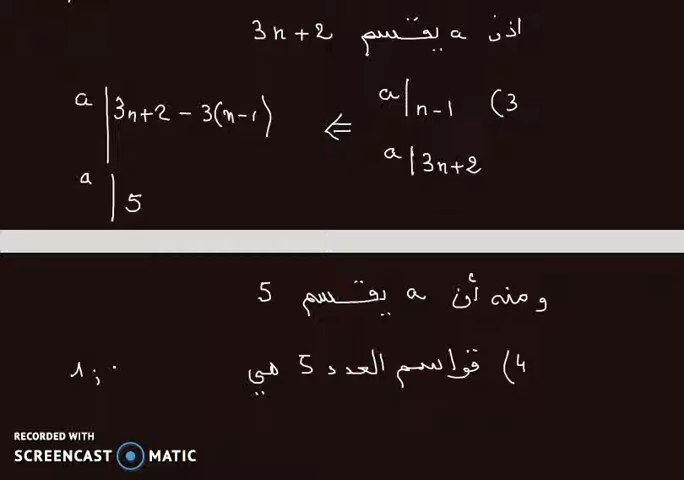 اذن a يقسم 3n+2
3) a|n-1 ⇐ a|3n+2-3(n-1)
a|3n+2
a|5
ومنه أن a يقسم 5
4) قواسم العدد 5 هي 1;
RECORDED WITH
SCREENCAST MATIC